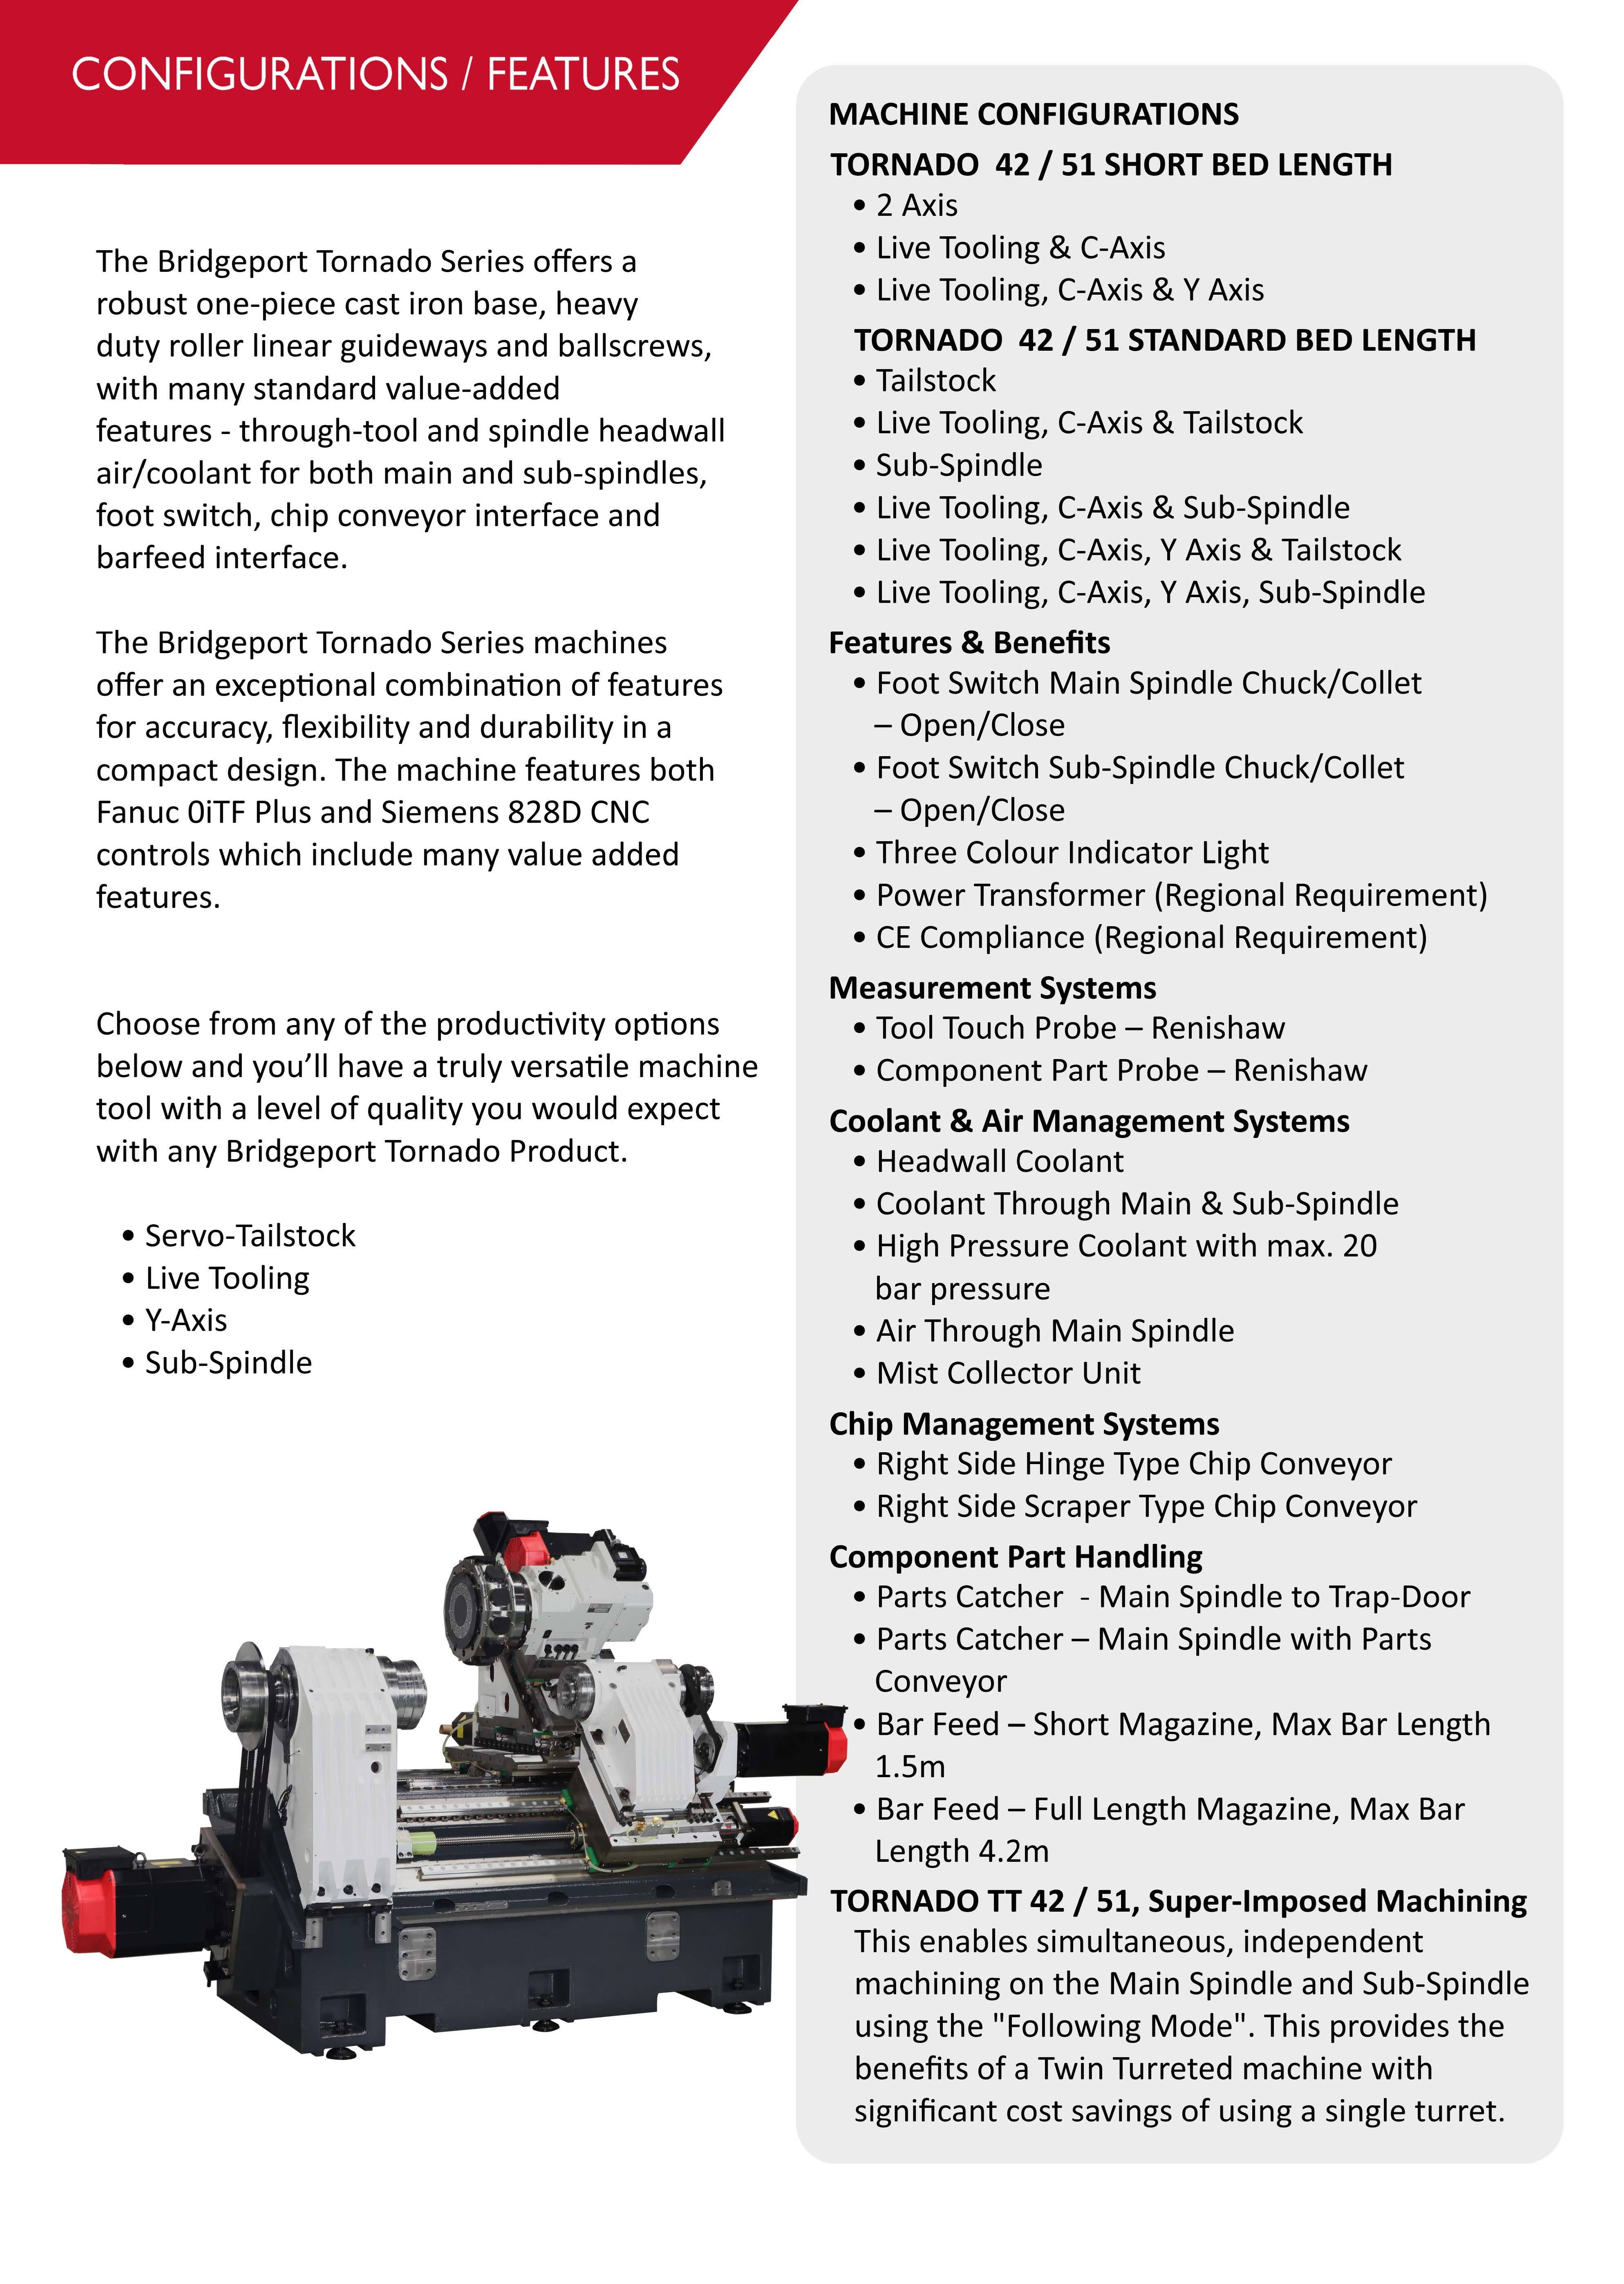 CONFIGURATIONS / FEATURES
The Bridgeport Tornado Series offers a
robust one-piece cast iron base, heavy
duty roller linear guideways and ballscrews,
with many standard value-added
features - through-tool and spindle headwall
air/coolant for both main and sub-spindles,
foot switch, chip conveyor interface and
barfeed interface.
The Bridgeport Tornado Series machines
offer an exceptional combination of features
for accuracy, flexibility and durability in a
compact design. The machine features both
Fanuc 0iTF Plus and Siemens 828D CNC
controls which include many value added
features.
Choose from any of the productivity options
below and you’ll have a truly versatile machine
tool with a level of quality you would expect
with any Bridgeport Tornado Product.
• Servo-Tailstock
• Live Tooling
• Y-Axis
• Sub-Spindle
MACHINE CONFIGURATIONS
TORNADO 42 / 51 SHORT BED LENGTH
• 2 Axis
• Live Tooling & C-Axis
• Live Tooling, C-Axis & Y Axis
TORNADO 42 / 51 STANDARD BED LENGTH
• Tailstock
• Live Tooling, C-Axis & Tailstock
• Sub-Spindle
• Live Tooling, C-Axis & Sub-Spindle
• Live Tooling, C-Axis, Y Axis & Tailstock
• Live Tooling, C-Axis, Y Axis, Sub-Spindle
Features & Benefits
• Foot Switch Main Spindle Chuck/Collet
– Open/Close
• Foot Switch Sub-Spindle Chuck/Collet
– Open/Close
• Three Colour Indicator Light
• Power Transformer (Regional Requirement)
• CE Compliance (Regional Requirement)
Measurement Systems
• Tool Touch Probe – Renishaw
• Component Part Probe – Renishaw
Coolant & Air Management Systems
• Headwall Coolant
• Coolant Through Main & Sub-Spindle
• High Pressure Coolant with max. 20
bar pressure
• Air Through Main Spindle
• Mist Collector Unit
Chip Management Systems
• Right Side Hinge Type Chip Conveyor
• Right Side Scraper Type Chip Conveyor
Component Part Handling
• Parts Catcher - Main Spindle to Trap-Door
• Parts Catcher – Main Spindle with Parts
Conveyor
• Bar Feed – Short Magazine, Max Bar Length
1.5m
• Bar Feed – Full Length Magazine, Max Bar
Length 4.2m
TORNADO TT 42 / 51, Super-Imposed Machining
This enables simultaneous, independent
machining on the Main Spindle and Sub-Spindle
using the "Following Mode". This provides the
benefits of a Twin Turreted machine with
significant cost savings of using a single turret.